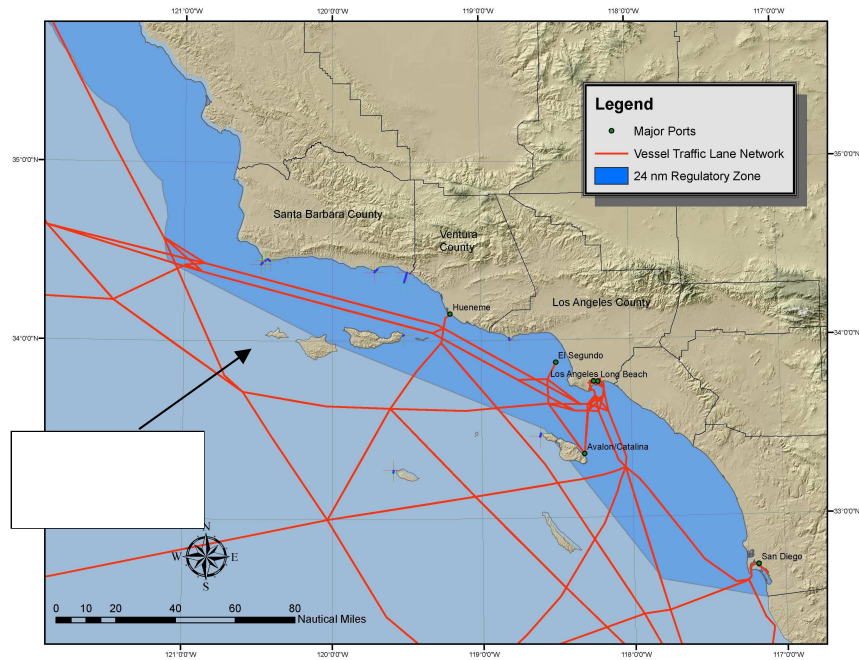 121°0'0"W
120°0'0"W
119°0'0"W
118°0'0"W
117°0'0"W
Legend
Major Ports
Vessel Traffic Lane Network
24 nm Regulatory Zone
35°0'0"N
35°0'0"N
Santa Barbara County
Ventura
County
Los Angeles County
Hueneme
34°0'0"N
34°0'0"N
El Segundo
Los Angeles Long Beach
Avalon/Catalina
33°0'0"N
33°0'0"N
San Diego
N
W
E
S
0 10 20 40 60 80
Nautical Miles
121°0'0"W
120°0'0"W
119°0'0"W
118°0'0"W
117°0'0"W